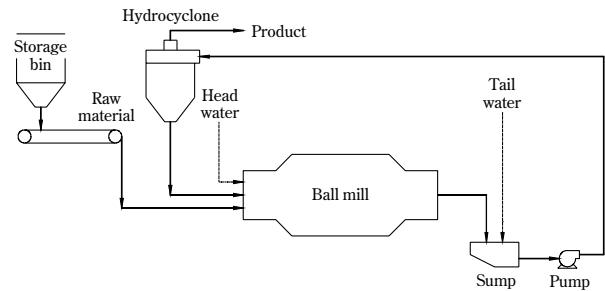 Hydrocyclone
Product
Storage
bin
Raw
material
Head
water
Tail
water
Ball mill
Sump
Pump